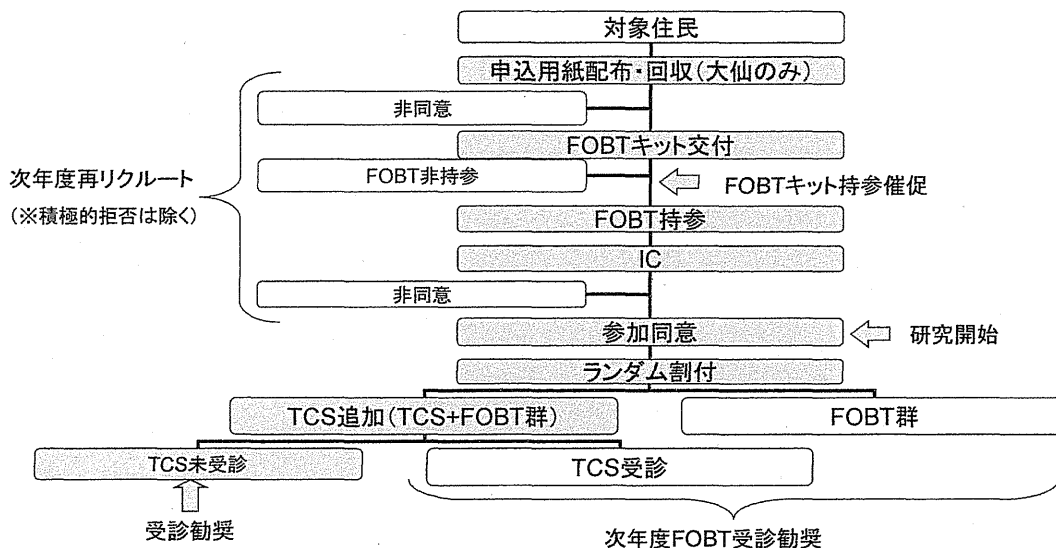 対象住民
申込用紙配布・回収(大仙のみ)
非同意
FOBTキット交付
FOBT非持参
FOBTキット持参催促
次年度再リクルート
(※積極的拒否は除く)
FOBT持参
IC
非同意
参加同意
研究開始
ランダム割付
TCS追加(TCS+FOBT群)
FOBT群
TCS未受診
TCS受診
受診勧奨
次年度FOBT受診勧奨